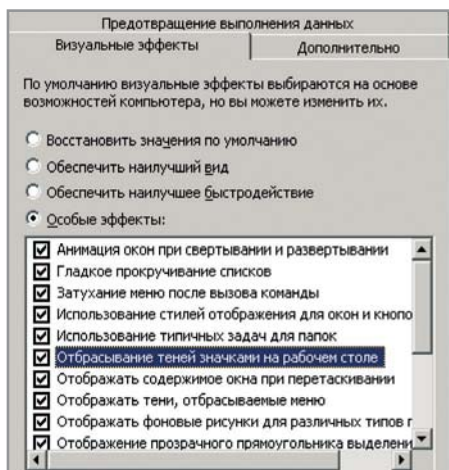 Предотвращение выполнения данных
Визуальные эффекты
Дополнительно
По умолчанию визуальные эффекты выбираются на основе
возможностей компьютера, но вы можете изменить их.
Восстановить значения по умолчанию
Обеспечить наилучший вид
Обеспечить наилучшее быстродействие
Особые эффекты:
Анимация окон при свертывании и развертывании
Гладкое прокручивание списков
Затухание меню после вызова команды
Использование стилей отображения для окон и кнопо
Использование типичных задач для папок
Отбрасывание теней значками на рабочем столе
Отображать содержимое окна при перетаскивании
Отображать тени, отбрасываемые меню
Отображать фоновые рисунки для различных типов г
Отображение прозрачного прямоугольника выделени